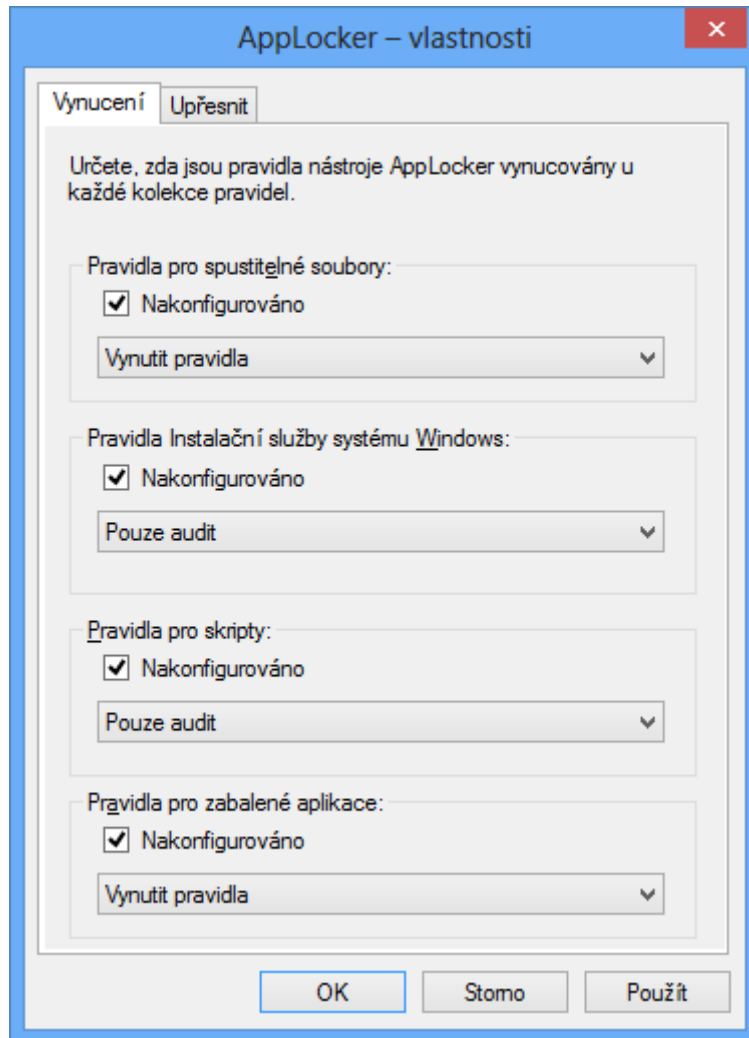 AppLocker – vlastnosti
Vynucení
Upřesnit
Určete, zda jsou pravidla nástroje AppLocker vynucovány u
každé kolekce pravidel.
Pravidla pro spustitelné soubory:
Nakonfigurováno
Vynutit pravidla
Pravidla Instalační služby systému Windows:
Nakonfigurováno
Pouze audit
Pravidla pro skripty:
Nakonfigurováno
Pouze audit
Pravidla pro zabalené aplikace:
Nakonfigurováno
Vynutit pravidla
OK
Storno
Použít